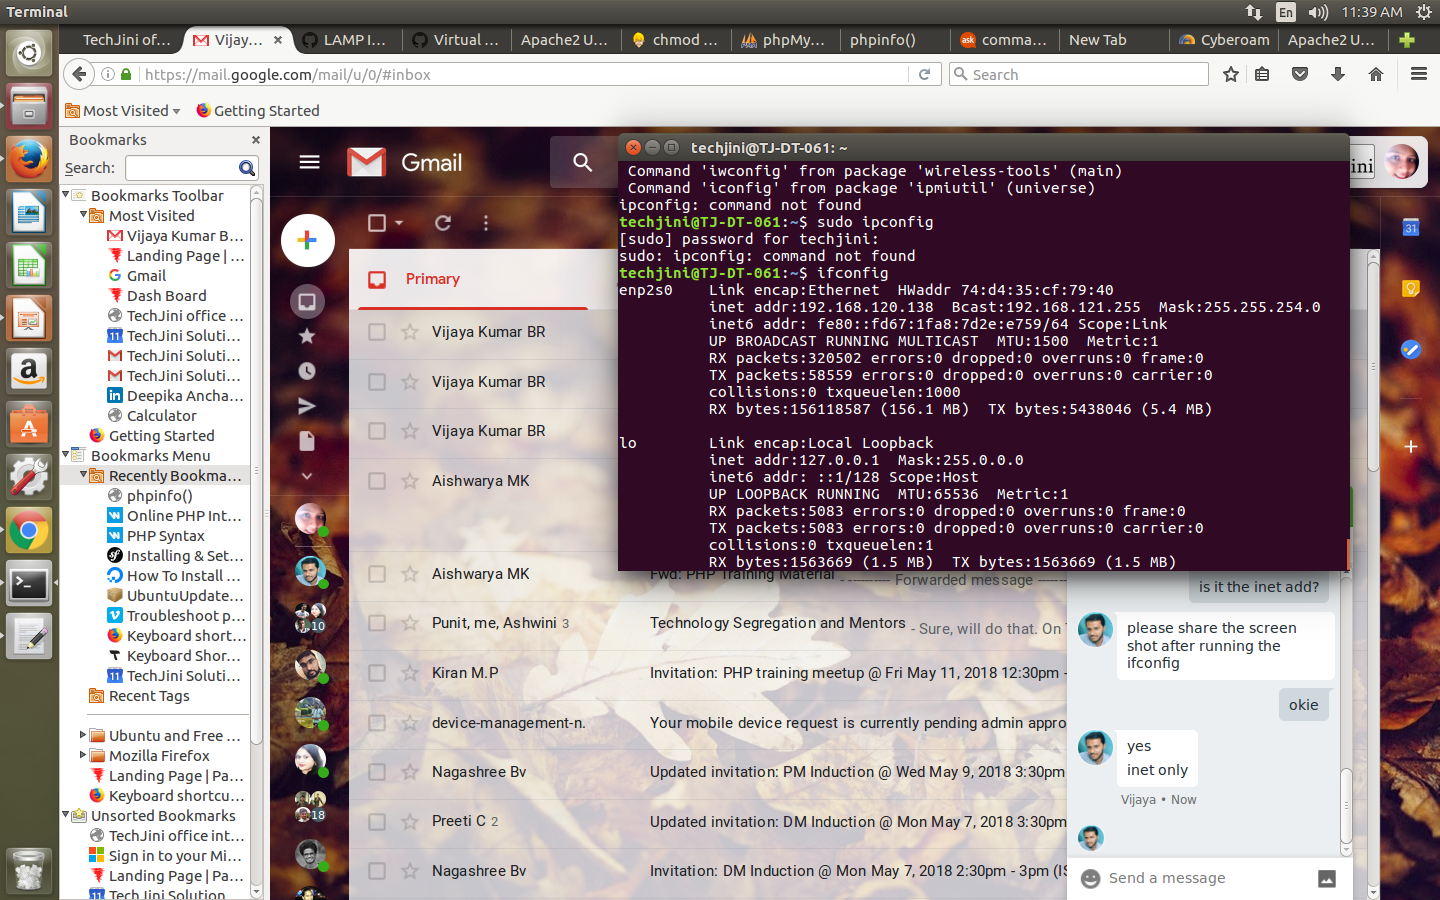 Terminal
En
11:39 AM
TechJini of...
Vijay...
LAMP I...
Virtual ...
Apache2 U...
chmod ...
phpMy...
phpinfo()
comma...
New Tab
Cyberoam
Apache2 U...
https://mail.google.com/mail/u/0/#inbox
Search
Most Visited
Getting Started
Bookmarks
Search:
Bookmarks Toolbar
Most Visited
Vijaya Kumar B...
Landing Page | ...
Gmail
Dash Board
TechJini office ...
TechJini Soluti...
TechJini Soluti...
TechJini Soluti...
Deepika Ancha...
Calculator
Getting Started
Bookmarks Menu
Recently Bookma...
phpinfo()
Online PHP Int...
PHP Syntax
Installing & Set...
How To Install ...
UbuntuUpdate...
Troubleshoot p...
Keyboard short...
Keyboard Shor...
TechJini Soluti...
Recent Tags
Ubuntu and Free ...
Mozilla Firefox
Landing Page | Pa...
Keyboard shortcu...
Unsorted Bookmarks
TechJini office int...
Sign in to your Mi...
Landing Page | Pa...
Tech Jini Solution
Gmail
Primary
Vijaya Kumar BR
Vijaya Kumar BR
Vijaya Kumar BR
Aishwarya MK
Aishwarya MK
Fwd: PHP Training Material - ---------- Forwarded message -------
Punit, me, Ashwini 3
Technology Segregation and Mentors - Sure, will do that. On
Kiran M.P
Invitation: PHP training meetup @ Fri May 11, 2018 12:30pm -
device-management-n.
Your mobile device request is currently pending admin appro
Nagashree Bv
Updated invitation: PM Induction @ Wed May 9, 2018 3:30pm
Preeti C 2
Updated invitation: DM Induction @ Mon May 7, 2018 3:30pm
Nagashree Bv
Invitation: DM Induction @ Mon May 7, 2018 2:30pm - 3pm (IS
10
18
techjini@TJ-DT-061: ~
Command 'iwconfig' from package 'wireless-tools' (main)
Command 'iconfig' from package 'ipmiutil' (universe)
ipconfig: command not found
techjini@TJ-DT-061:~$ sudo ipconfig
[sudo] password for techjini:
sudo: ipconfig: command not found
techjini@TJ-DT-061:~$ ifconfig
enp2s0 Link encap:Ethernet HWaddr 74:d4:35:cf:79:40
inet addr:192.168.120.138 Bcast:192.168.121.255 Mask:255.255.254.0
inet6 addr: fe80::fd67:1fa8:7d2e:e759/64 Scope:Link
UP BROADCAST RUNNING MULTICAST MTU:1500 Metric:1
RX packets:320502 errors:0 dropped:0 overruns:0 frame:0
TX packets:58559 errors:0 dropped:0 overruns:0 carrier:0
collisions:0 txqueuelen:1000
RX bytes:156118587 (156.1 MB) TX bytes:5438046 (5.4 MB)
lo Link encap:Local Loopback
inet addr:127.0.0.1 Mask:255.0.0.0
inet6 addr: ::1/128 Scope:Host
UP LOOPBACK RUNNING MTU:65536 Metric:1
RX packets:5083 errors:0 dropped:0 overruns:0 frame:0
TX packets:5083 errors:0 dropped:0 overruns:0 carrier:0
collisions:0 txqueuelen:1
RX bytes:1563669 (1.5 MB) TX bytes:1563669 (1.5 MB)
ini
31
is it the inet add?
please share the screen
shot after running the
ifconfig
okie
yes
inet only
Vijaya • Now
Send a message